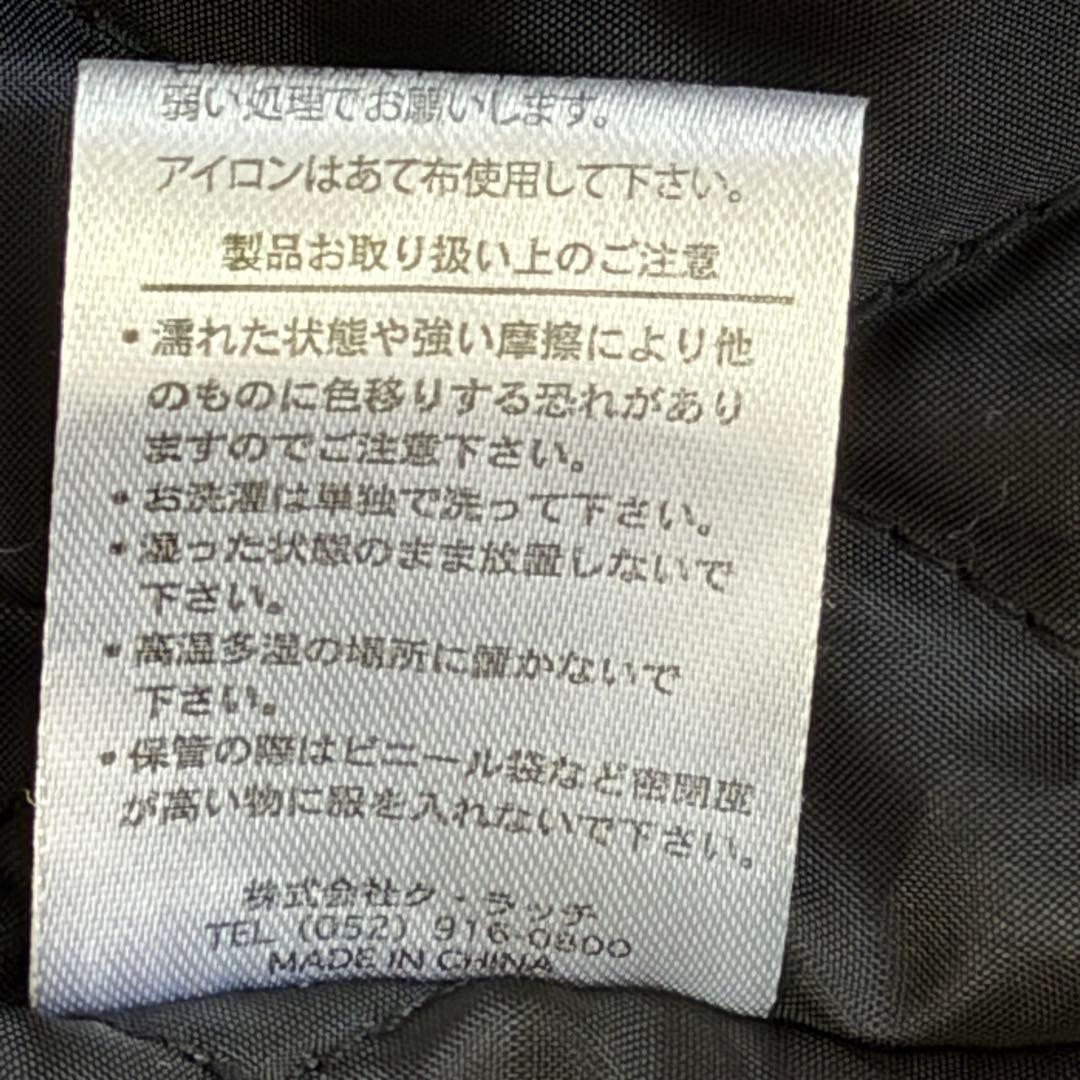 弱い処理でお願いします。
アイロンはあて布使用して下さい。
製品お取り扱い上のご注意
・濡れた状態や強い摩擦により他
のものに色移りする恐れがあり
ますのでご注意下さい。
・お洗濯は単独で洗って下さい。
・湿った状態のまま放置しないで
下さい。
・高温多湿の場所に置かないで
下さい。
・保管の際はビニール袋など密閉度
が高い物に服を入れないで下さい。
株式会社ク・ラッチ
TEL (052) 916-0800
MADE IN CHINA